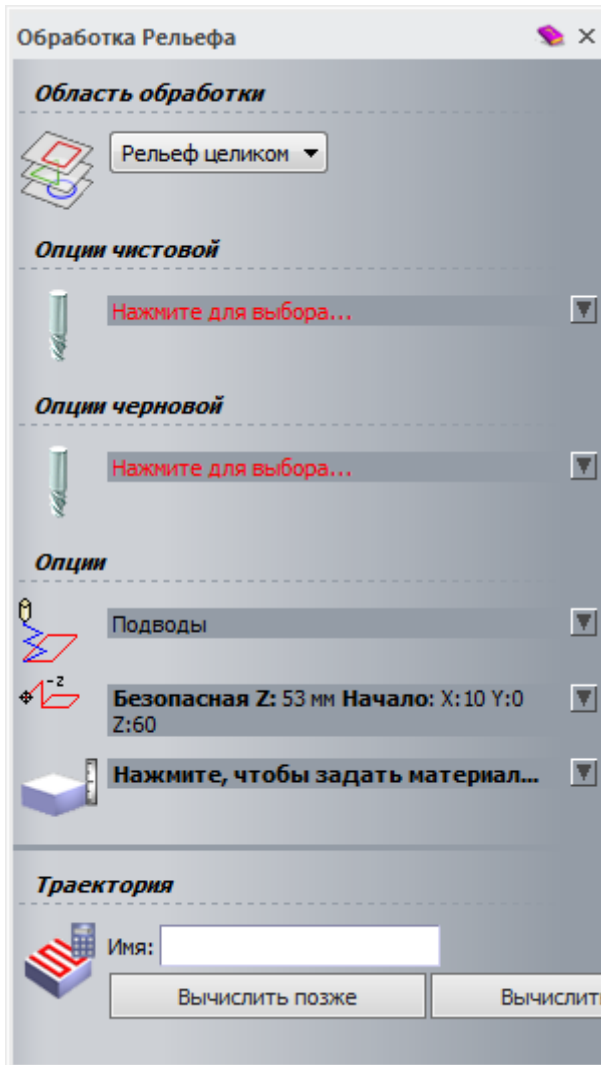 Обработка Рельефа
Область обработки
Рельеф целиком
Опции чистовой
Нажмите для выбора...
Опции черновой
Нажмите для выбора...
Опции
Подводы
-z
Безопасная Z: 53 мм Начало: X:10 Y:0
Z:60
Нажмите, чтобы задать материал...
Траектория
Имя:
Вычислить позже
Вычислит